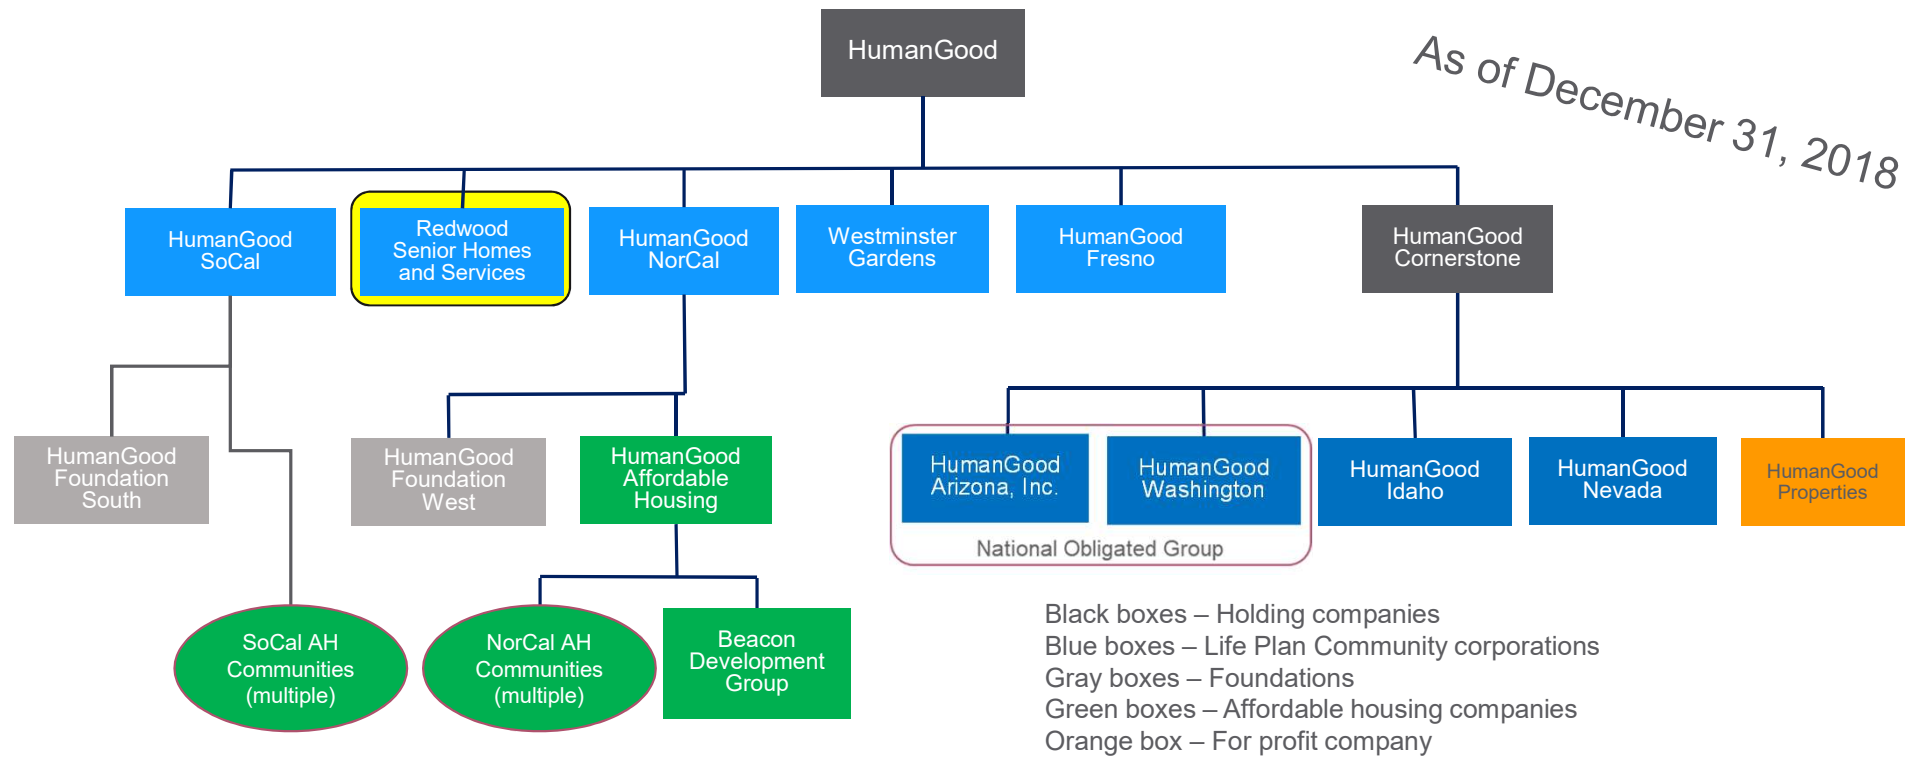 HumanGood
As of December 31, 2018
HumanGood
SoCal
Redwood
Senior Homes
and Services
HumanGood
NorCal
Westminster
Gardens
HumanGood
Fresno
HumanGood
Cornerstone
HumanGood
Foundation
South
HumanGood
Foundation
West
HumanGood
Affordable
Housing
HumanGood
Arizona, Inc.
HumanGood
Washington
National Obligated Group
HumanGood
Idaho
HumanGood
Nevada
HumanGood
Properties
SoCal AH
Communities
(multiple)
NorCal AH
Communities
(multiple)
Beacon
Development
Group
Black boxes – Holding companies
Blue boxes – Life Plan Community corporations
Gray boxes – Foundations
Green boxes – Affordable housing companies
Orange box – For profit company